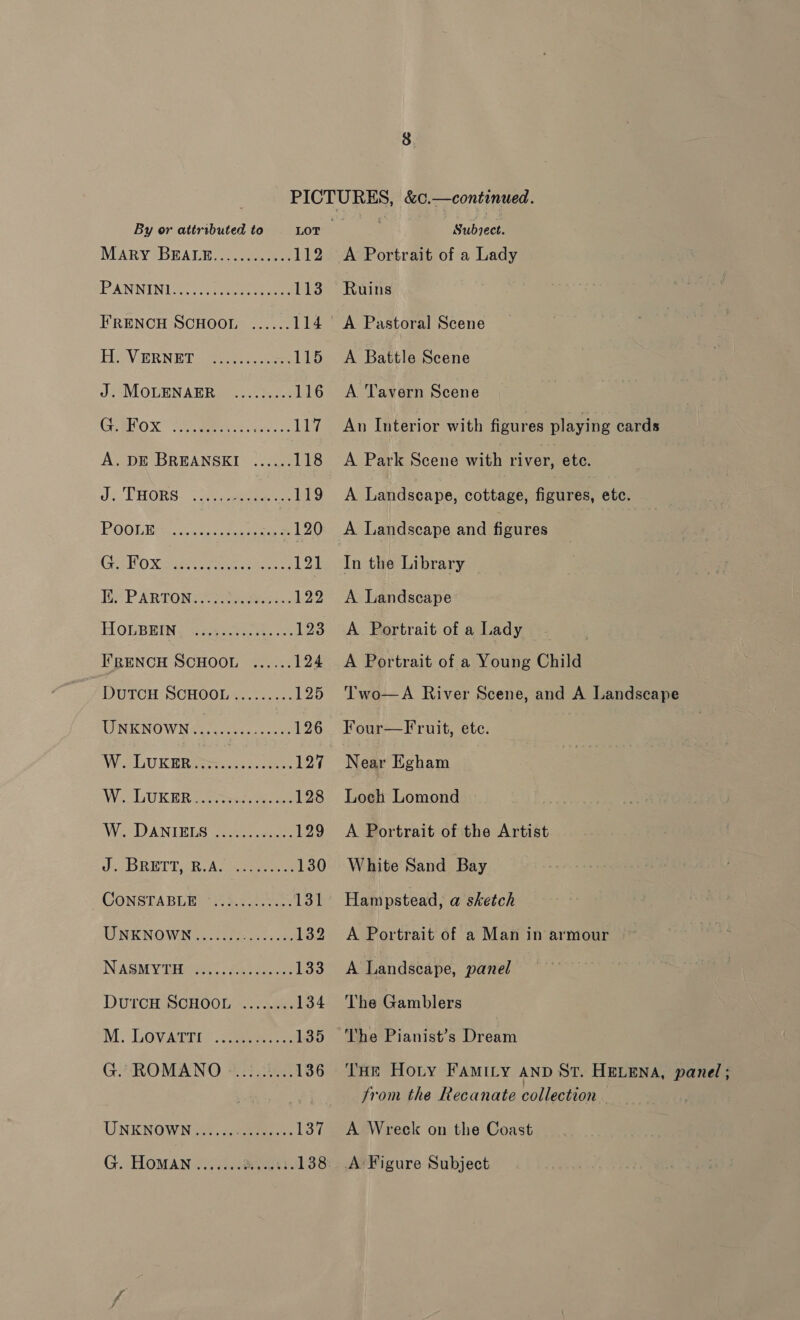 8
PICTURES, &c.—continued.
By or attributed to LOT Subject.
MARY BEALE............ 112 A Portrait of a Lady
PANNINI.................. 113 Ruins
FRENCH SCHOOL ...... 114 A Pastoral Scene
H. VERNET ............ 115 A Battle Scene
J. MOLENAER ......... 116 A Tavern Scene
G. FOX .................. 117 An Interior with figures playing cards
A. DE BREANSKI ...... 118 A Park Scene with river, etc.
J. THORS ............... 119 A Landscape, cottage, figures, etc.
POOLE .................. 120 A Landscape and figures
G. FOX .................. 121 In the Library
E. PARTON............... 122 A Landscape
HOLBEIN ............... 123 A Portrait of a Lady
FRENCH SCHOOL ...... 124 A Portrait of a Young Child
DUTCH SCHOOL ......... 125 Two—A River Scene, and A Landscape
UNKNOWN ............... 126 Four—Fruit, etc.
W. LUKER ............... 127 Near Egham
W. LUKER ............... 128 Loch Lomond
W. DANIELS ............ 129 A Portrait of the Artist
J. BRETT, R.A. ......... 130 White Sand Bay
CONSTABLE ............ 131 Hampstead, a sketch
UNKNOWN ............... 132 A Portrait of a Man in armour
NASMYTH ............... 133 A Landscape, panel
DUTCH SCHOOL ......... 134 The Gamblers
M. LOVATTI ............ 135 The Pianist's Dream
G. ROMANO ............ 136 THE HOLY FAMILY AND ST. HELENA, panel;
from the Recanate collection
UNKNOWN ............... 137 A Wreck on the Coast
G. HOMAN ............... 138 A Figure Subject